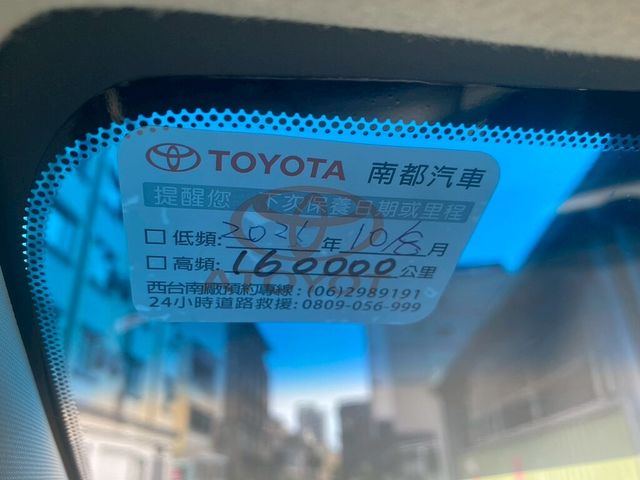 TOYOTA 南都汽車
提醒您 下次保養日期或里程
□ 低頻: 年 10/8 月
□ 高頻: 160000 公里
西台南廠預約專線:(06)2989191
24小時道路救援:0809-056-999